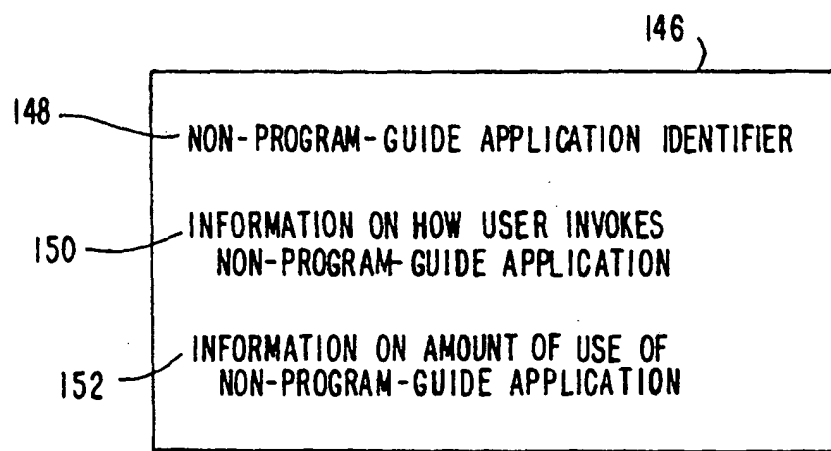 146
148
NON-PROGRAM-GUIDE APPLICATION IDENTIFIER
150
INFORMATION ON HOW USER INVOKES
NON-PROGRAM-GUIDE APPLICATION
152
INFORMATION ON AMOUNT OF USE OF
NON-PROGRAM-GUIDE APPLICATION